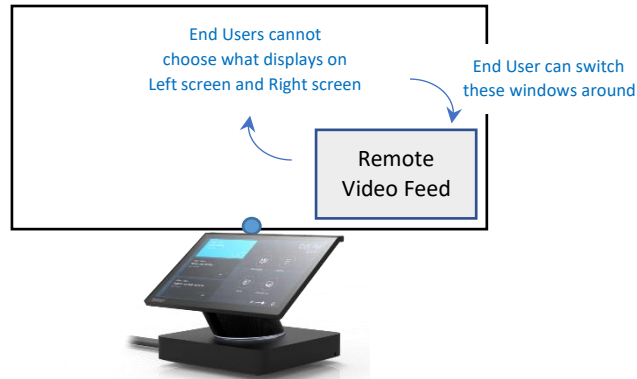 End Users cannot
choose what displays on
Left screen and Right screen
End User can switch
these windows around
Remote
Video Feed